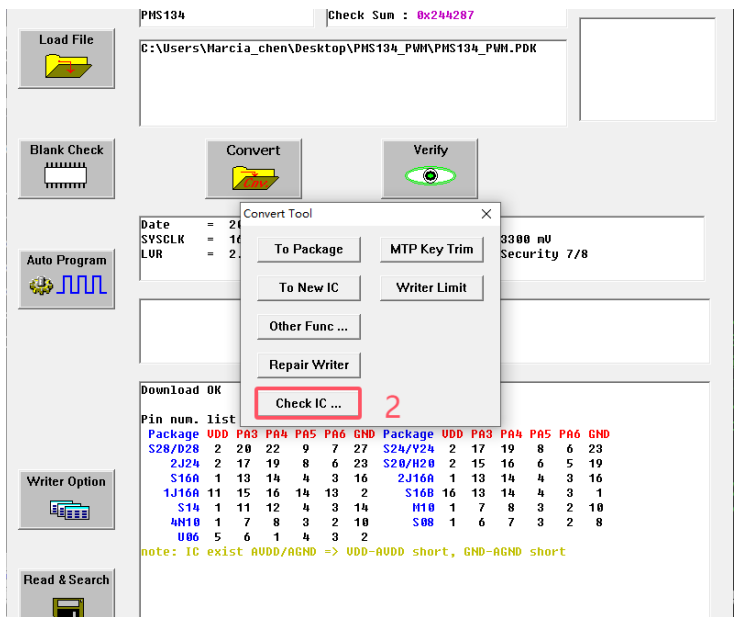 PMS134
Check Sum : 0x244287
Load File
C:\Users\Marcia_chen\Desktop\PMS134_PWM\PMS134_PWM.PDK
Blank Check
Convert
Cnv.
Verify
Convert Tool
Date =
SYSCLK =
3300 mV
LVR = 2.
Security 7/8
To Package
MTP Key Trim
Auto Program
To New IC
Writer Limit
Other Func ...
Repair Writer
Check IC ...
2
Download OK
Pin num. list
Package VDD PA3 PA4 PA5 PA6 GND Package VDD PA3 PA4 PA5 PA6 GND
S28/D28 2 20 22 9 7 27 S24/Y24 2 17 19 8 6 23
2J24 2 17 19 8 6 23 S20/H20 2 15 16 6 5 19
Writer Option
S16A 1 13 14 4 3 16 2J16A 1 13 14 4 3 16
1J16A 11 15 16 14 13 2 S16B 16 13 14 4 3 1
S14 1 11 12 4 3 14 M10 1 7 8 3 2 10
4N10 1 7 8 3 2 10 S08 1 6 7 3 2 8
U06 5 6 1 4 3 2
note: IC exist AVDD/AGND => VDD-AVDD short, GND-AGND short
Read & Search